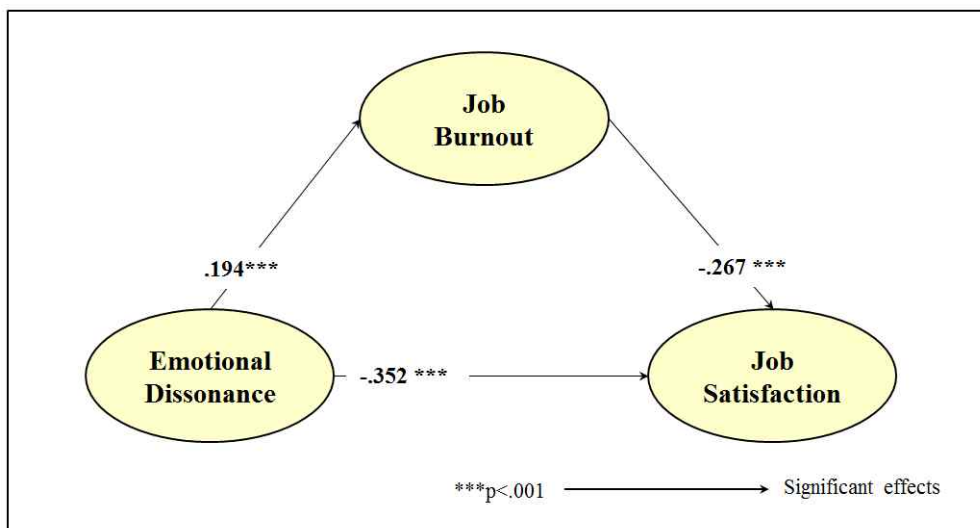 Job
Burnout
.194***
-.267 ***
Emotional
Dissonance
-.352 ***
Job
Satisfaction
***p<.001
Significant effects